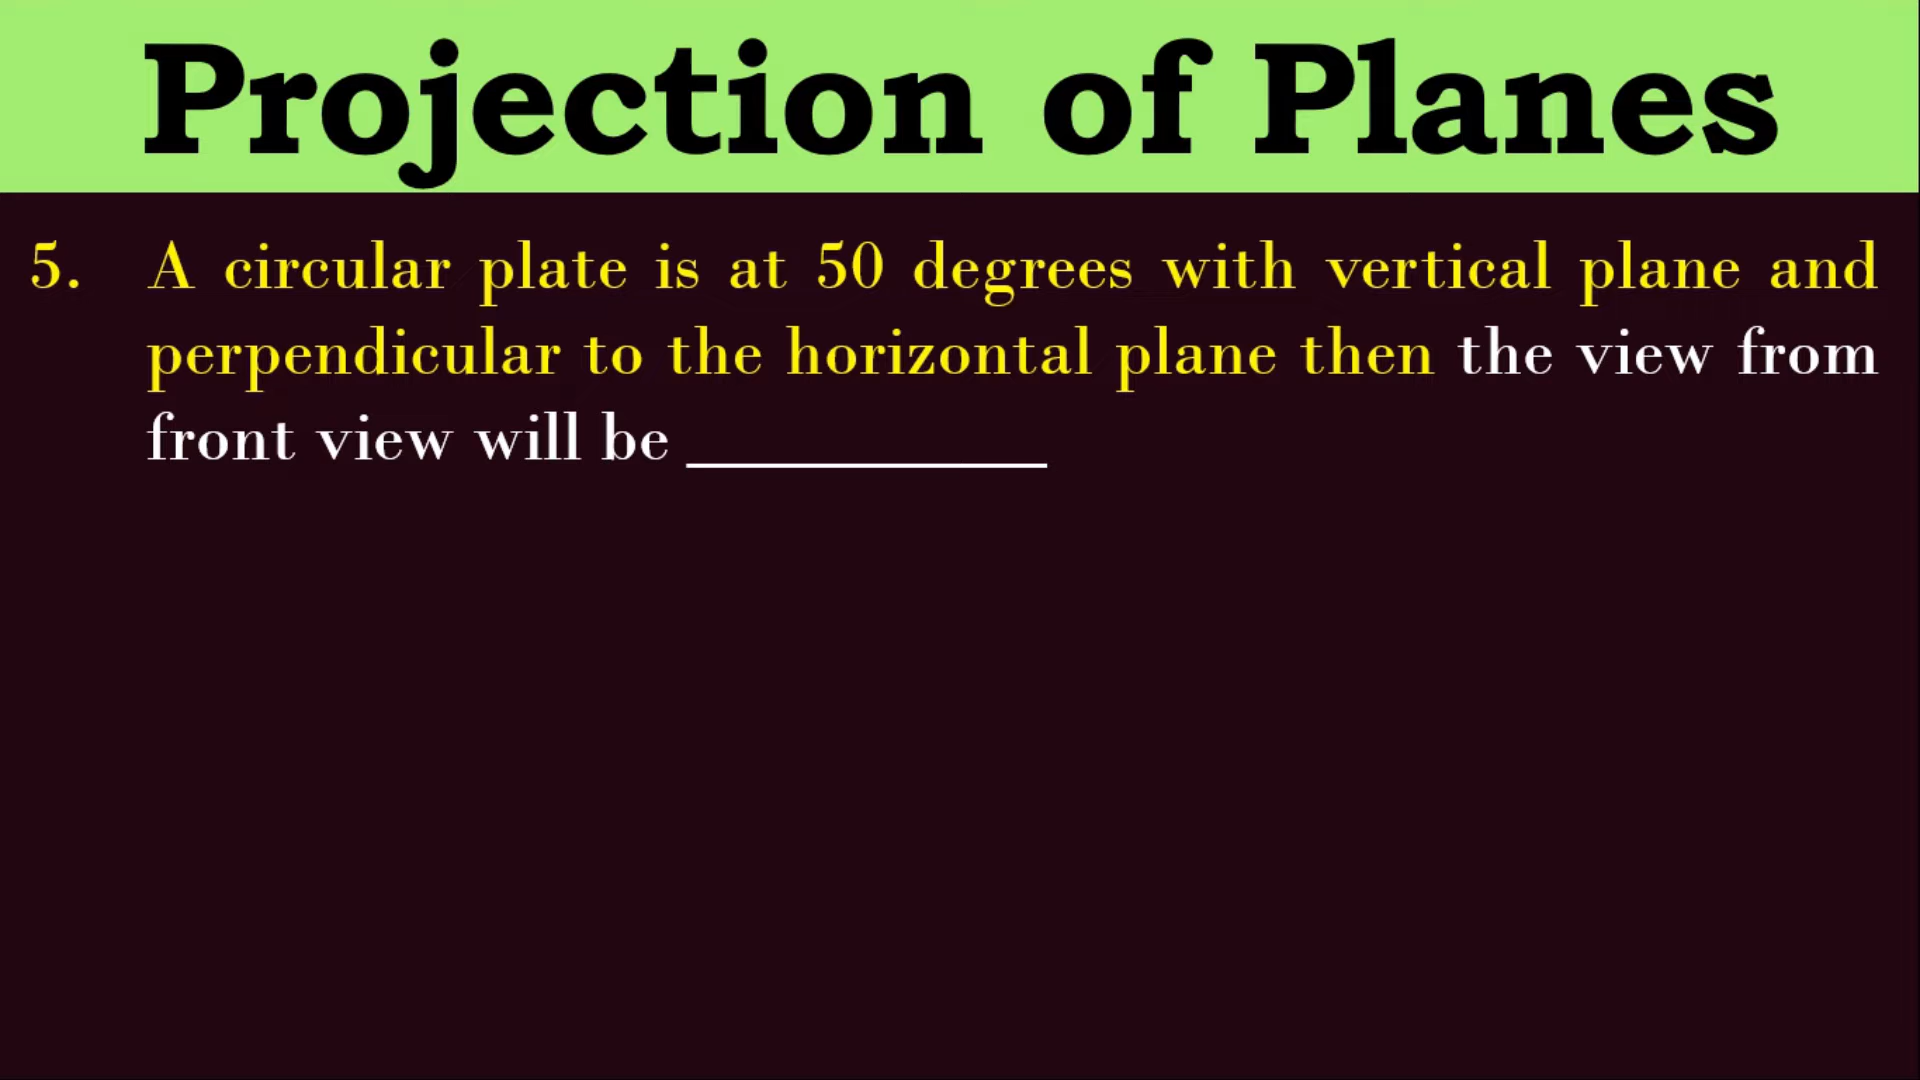 Projection of Planes
5. A circular plate is at 50 degrees with vertical plane and
perpendicular to the horizontal plane then the view from
front view will be __________